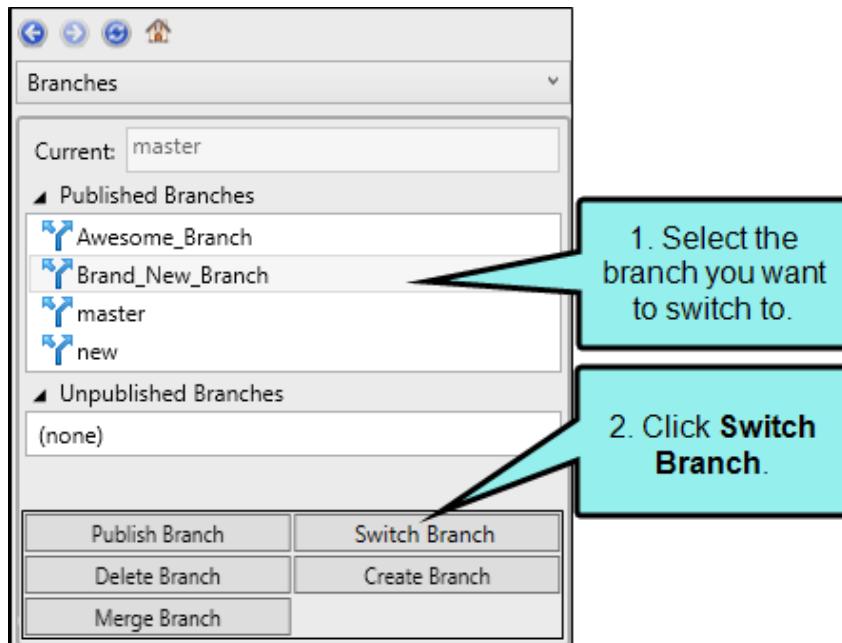 Branches
Current: master
Published Branches
Awesome_Branch
Brand_New_Branch
master
new
Unpublished Branches
(none)
Publish Branch
Switch Branch
Delete Branch
Create Branch
Merge Branch
1. Select the
branch you want
to switch to.
2. Click Switch
Branch.